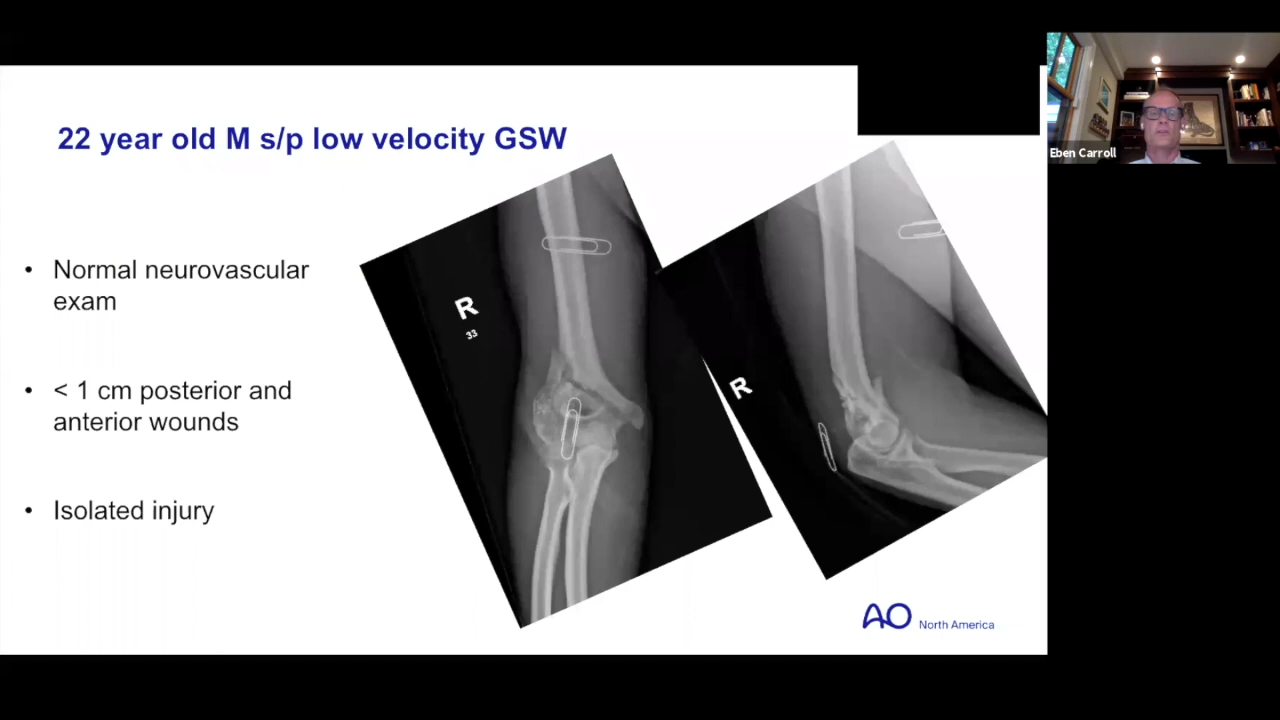 22 year old M s/p low velocity GSW
• Normal neurovascular
exam
• < 1 cm posterior and
anterior wounds
• Isolated injury
R
33
R
AO North America
Eben Carroll